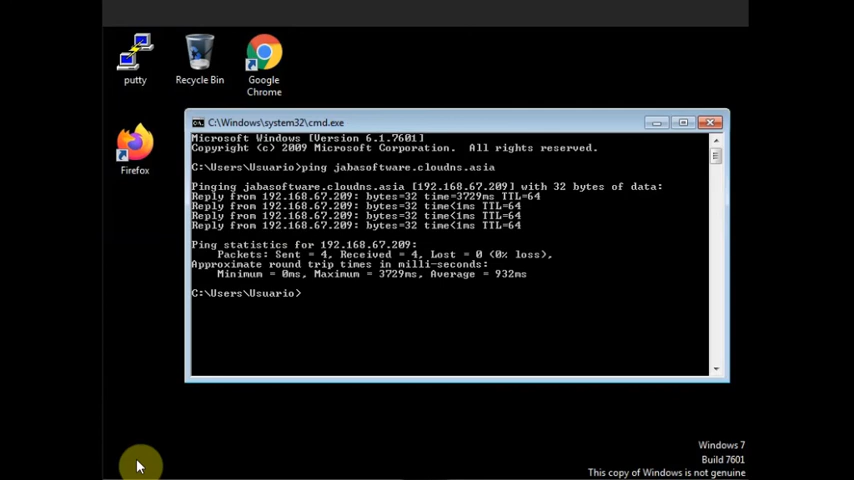 putty
Recycle Bin
Google
Chrome
Firefox
C:\Windows\system32\cmd.exe
Microsoft Windows [Version 6.1.7601]
Copyright (c) 2009 Microsoft Corporation.  All rights reserved.
C:\Users\Usuario>ping jabasoftware.cloudns.asia
Pinging jabasoftware.cloudns.asia [192.168.67.209] with 32 bytes of data:
Reply from 192.168.67.209: bytes=32 time=3729ms TTL=64
Reply from 192.168.67.209: bytes=32 time<1ms TTL=64
Reply from 192.168.67.209: bytes=32 time<1ms TTL=64
Reply from 192.168.67.209: bytes=32 time<1ms TTL=64
Ping statistics for 192.168.67.209:
Packets: Sent = 4, Received = 4, Lost = 0 (0% loss),
Approximate round trip times in milli-seconds:
Minimum = 0ms, Maximum = 3729ms, Average = 932ms
C:\Users\Usuario>
Windows 7
Build 7601
This copy of Windows is not genuine